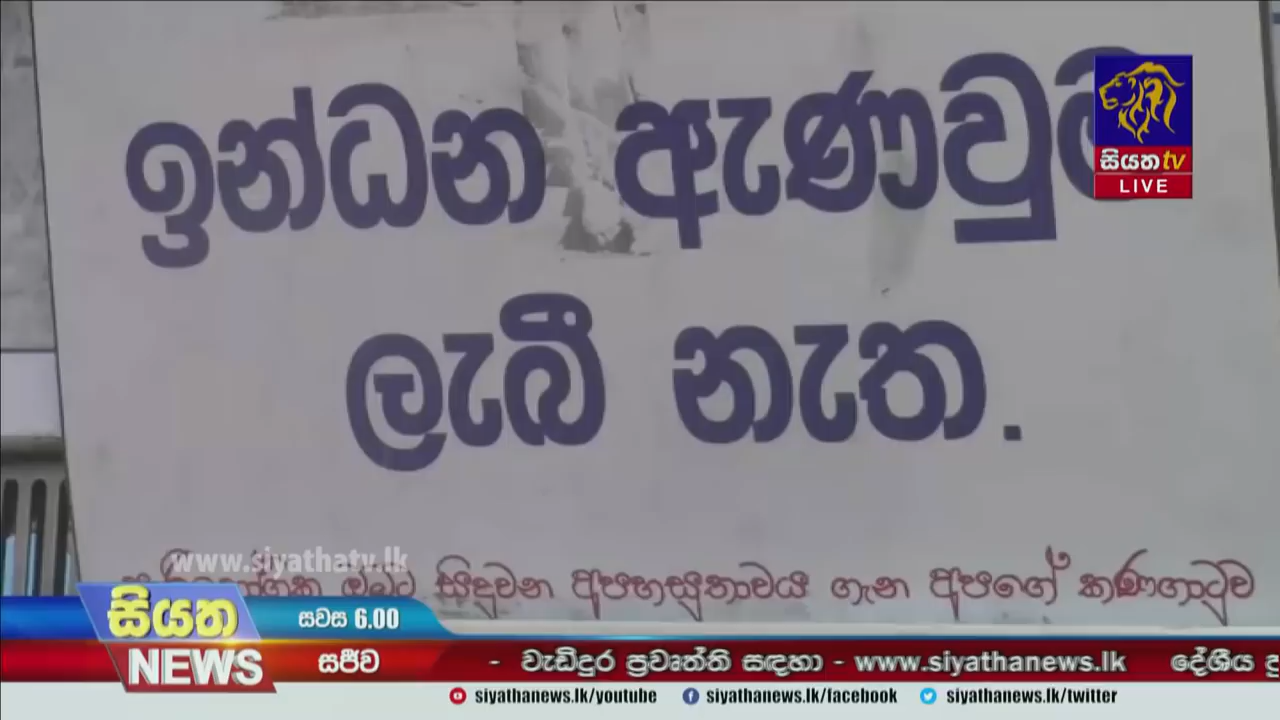 ඉන්ධන ඇණවුම
ලැබී නැත.
ඔබට සිදුවන අපහසුතාවය ගැන අපගේ කණගාටුව
සියත tv
LIVE
www.siyathatv.lk
සියත
NEWS
සවස 6.00
සජීව
- වැඩිදුර ප්‍රවෘත්ති සඳහා - www.siyathanews.lk දේශීය
siyathanews.lk/youtube siyathanews.lk/facebook siyathanews.lk/twitter